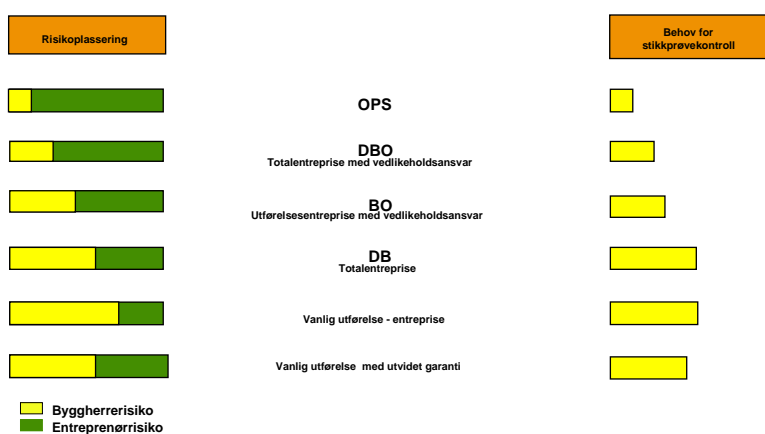 Risikoplassering
Behov for
stikkprøvekontroll
OPS
DBO
Totalentreprise med vedlikeholdsansvar
BO
Utførelsesentreprise med vedlikeholdsansvar
DB
Totalentreprise
Vanlig utførelse - entreprise
Vanlig utførelse med utvidet garanti
Byggherrerisiko
Entreprenørrisiko